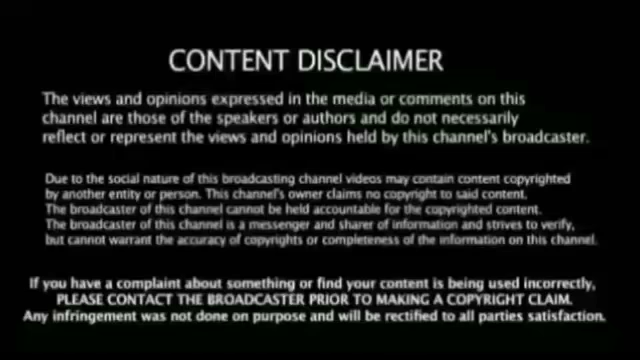 CONTENT DISCLAIMER
The views and opinions expressed in the media or comments on this
channel are those of the speakers or authors and do not necessarily
reflect or represent the views and opinions held by this channel's broadcaster.
Due to the social nature of this broadcasting channel videos may contain content copyrighted
by another entity or person. This channel's owner claims no copyright to said content.
The broadcaster of this channel cannot be held accountable for the copyrighted content.
The broadcaster of this channel is a messenger and sharer of information and strives to verify,
but cannot warrant the accuracy of copyrights or completeness of the information on this channel.
If you have a complaint about something or find your content is being used incorrectly,
PLEASE CONTACT THE BROADCASTER PRIOR TO MAKING A COPYRIGHT CLAIM.
Any infringement was not done on purpose and will be rectified to all parties satisfaction.